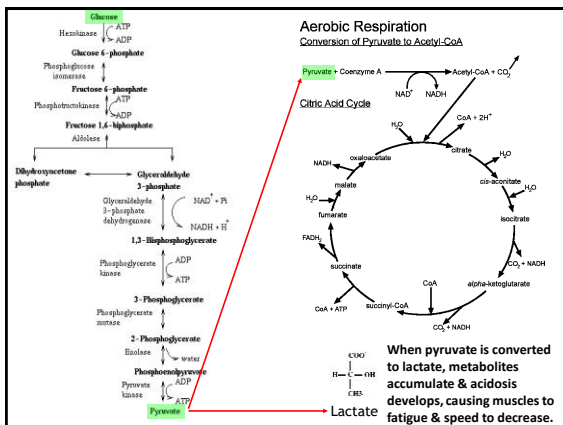 Glucose
Hexokinase
ATP
ADP
Glucose 6-phosphate
Phosphoglucose
isomerase
Fructose 6-phosphate
Phosphofructokinase
ATP
ADP
Fructose 1,6-biphosphate
Aldolase
Dihydroxyacetone
phosphate
Glyceraldehyde
3-phosphate
Glyceraldehyde
3-phosphate
dehydrogenase
NAD+ + Pi
NADH + H+
1,3-Bisphosphoglycerate
Phosphoglycerate
kinase
ADP
ATP
3-Phosphoglycerate
Phosphoglycerate
mutase
2-Phosphoglycerate
Enolase
water
Phosphoenolpyruvate
Pyruvate
kinase
ADP
ATP
Pyruvate
Aerobic Respiration
Conversion of Pyruvate to Acetyl-CoA
Pyruvate + Coenzyme A
Acetyl-CoA + CO2
NAD+
NADH
Citric Acid Cycle
H2O
CoA + 2H+
oxaloacetate
citrate
H2O
NADH
cis-aconitate
malate
H2O
H2O
isocitrate
fumarate
FADH2
CO2 + NADH
succinate
CoA
alpha-ketoglutarate
CoA + ATP
succinyl-CoA
CO2 + NADH
COO-
H-C-OH
CH3
Lactate
When pyruvate is converted
to lactate, metabolites
accumulate & acidosis
develops, causing muscles to
fatigue & speed to decrease.